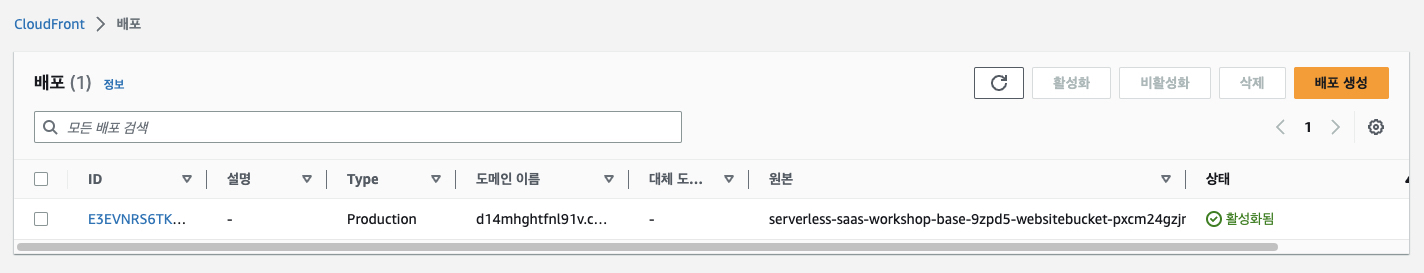 CloudFront > 배포
배포 (1) 정보
활성화 비활성화 삭제 배포 생성
모든 배포 검색
1
ID 설명 Type 도메인 이름 대체 도... 원본 상태
E3EVNRS6TK... - Production d14mhghtfnl91v.c... - serverless-saas-workshop-base-9zpd5-websitebucket-pxcm24gzjr 활성화됨